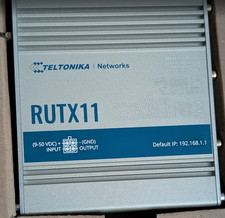 TELTONIKA | Networks
RUTX11
(9-50 VDC) + - (GND)
INPUT OUTPUT
Default IP: 192.168.1.1